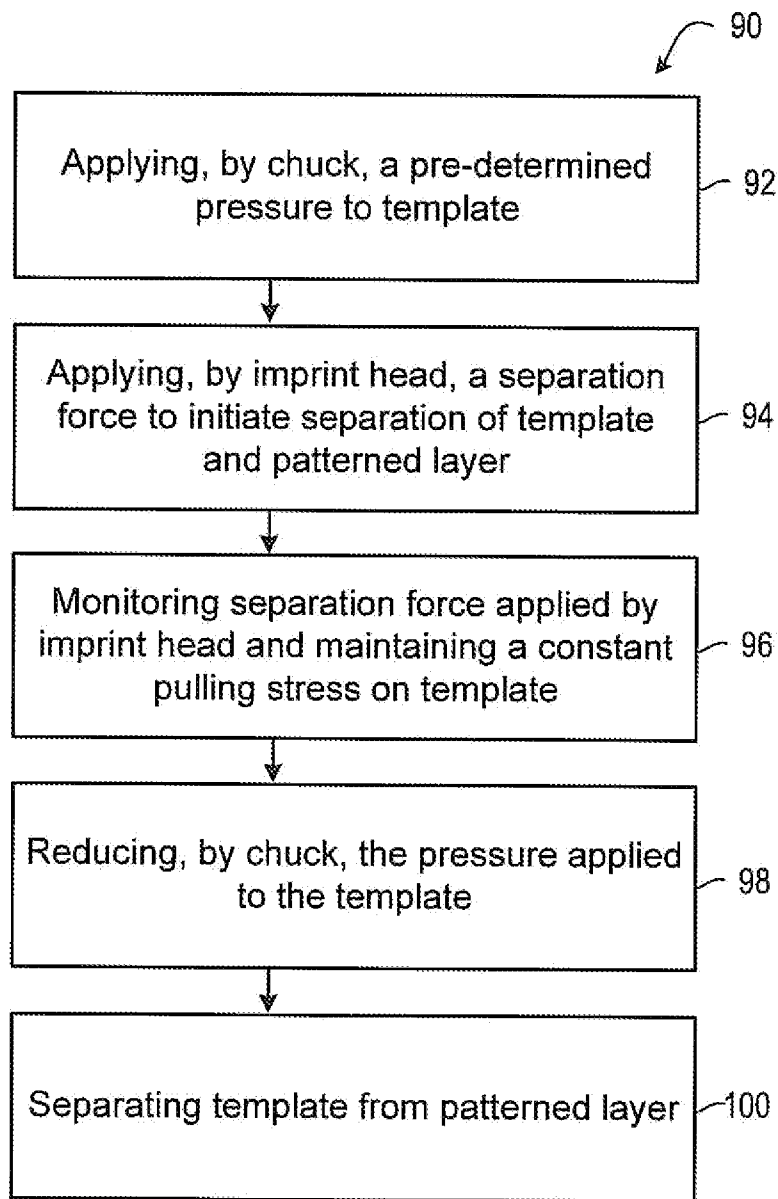 90
Applying, by chuck, a pre-determined
pressure to template
92
Applying, by imprint head, a separation
force to initiate separation of template
and patterned layer
94
Monitoring separation force applied by
imprint head and maintaining a constant
pulling stress on template
96
Reducing, by chuck, the pressure applied
to the template
98
Separating template from patterned layer
100